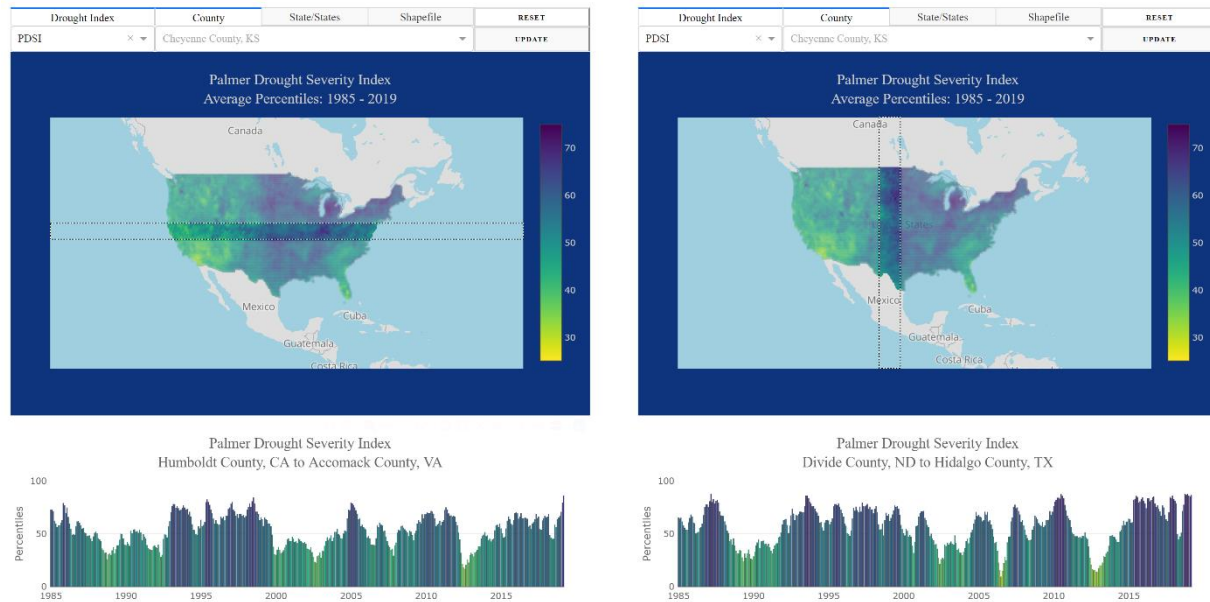 Drought Index County State/States Shapefile RESET
PDSI × Cheyenne County, KS UPDATE
Palmer Drought Severity Index
Average Percentiles: 1985 - 2019
Canada
Mexico
Cuba
Guatemala
Costa Rica
70
60
50
40
30
Palmer Drought Severity Index
Humboldt County, CA to Accomack County, VA
Percentiles
100
50
0
1985 1990 1995 2000 2005 2010 2015
Drought Index County State/States Shapefile RESET
PDSI × Cheyenne County, KS UPDATE
Palmer Drought Severity Index
Average Percentiles: 1985 - 2019
Canada
States
Mexico
Cuba
Guatemala
Costa Rica
70
60
50
40
30
Palmer Drought Severity Index
Divide County, ND to Hidalgo County, TX
Percentiles
100
50
0
1985 1990 1995 2000 2005 2010 2015